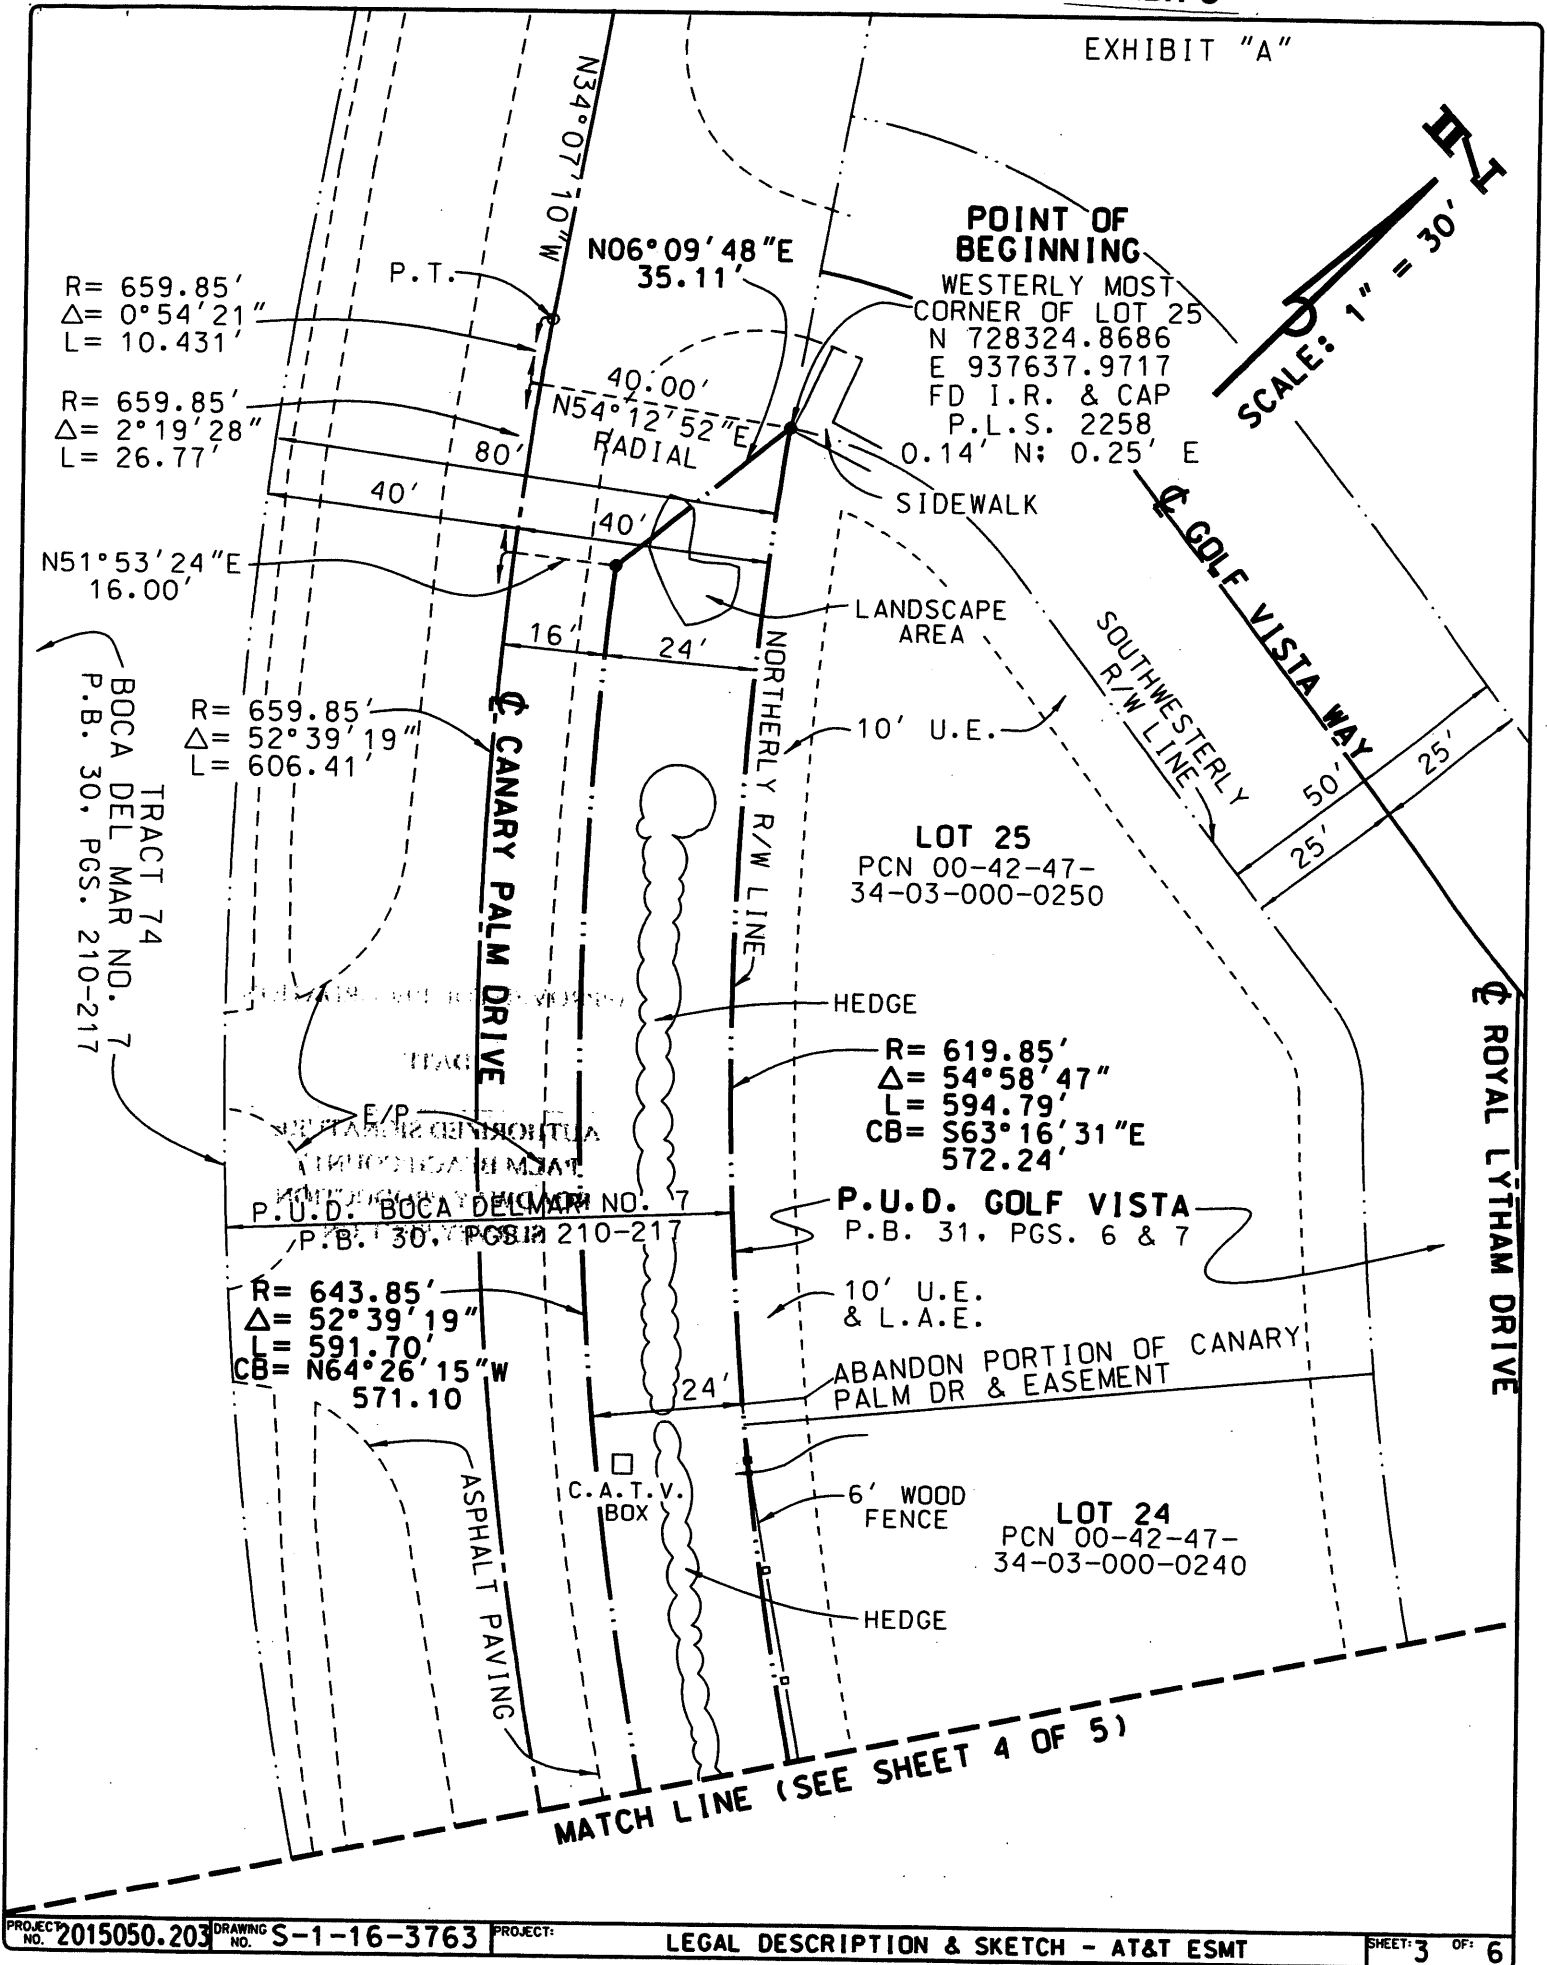 EXHIBIT "A"
N34°07'10"W
POINT OF
BEGINNING
WESTERLY MOST
CORNER OF LOT 25
N 728324.8686
E 937637.9717
FD I.R. & CAP
P.L.S. 2258
0.14' N; 0.25' E
SCALE: 1" = 30'
N06°09'48"E
35.11'
P.T.
R= 659.85'
△= 0°54'21"
L= 10.431'
R= 659.85'
△= 2°19'28"
L= 26.77'
40.00'
N54°12'52"E
RADIAL
80'
40'
40'
SIDEWALK
N51°53'24"E
16.00'
℄ GOLF VISTA WAY
LANDSCAPE
AREA
16'
24'
NORTHERLY R/W LINE
SOUTHWESTERLY
R/W LINE
TRACT 74
BOCA DEL MAR NO. 7
P.B. 30, PGS. 210-217
R= 659.85'
△= 52°39'19"
L= 606.41'
℄ CANARY PALM DRIVE
10' U.E.
50'
25'
25'
LOT 25
PCN 00-42-47-
34-03-000-0250
HEDGE
℄ ROYAL LYTHAM DRIVE
R= 619.85'
△= 54°58'47"
L= 594.79'
CB= S63°16'31"E
572.24'
E/P
P.U.D. BOCA DELMAR NO. 7
P.B. 30, PGS. 210-217
P.U.D. GOLF VISTA
P.B. 31, PGS. 6 & 7
R= 643.85'
△= 52°39'19"
L= 591.70'
CB= N64°26'15"W
571.10
10' U.E.
& L.A.E.
24'
ABANDON PORTION OF CANARY
PALM DR & EASEMENT
ASPHALT PAVING
C.A.T.V.
BOX
6' WOOD
FENCE
LOT 24
PCN 00-42-47-
34-03-000-0240
HEDGE
MATCH LINE (SEE SHEET 4 OF 5)
PROJECT NO. 2015050.203 DRAWING NO. S-1-16-3763 PROJECT: LEGAL DESCRIPTION & SKETCH - AT&T ESMT SHEET: 3 OF: 6